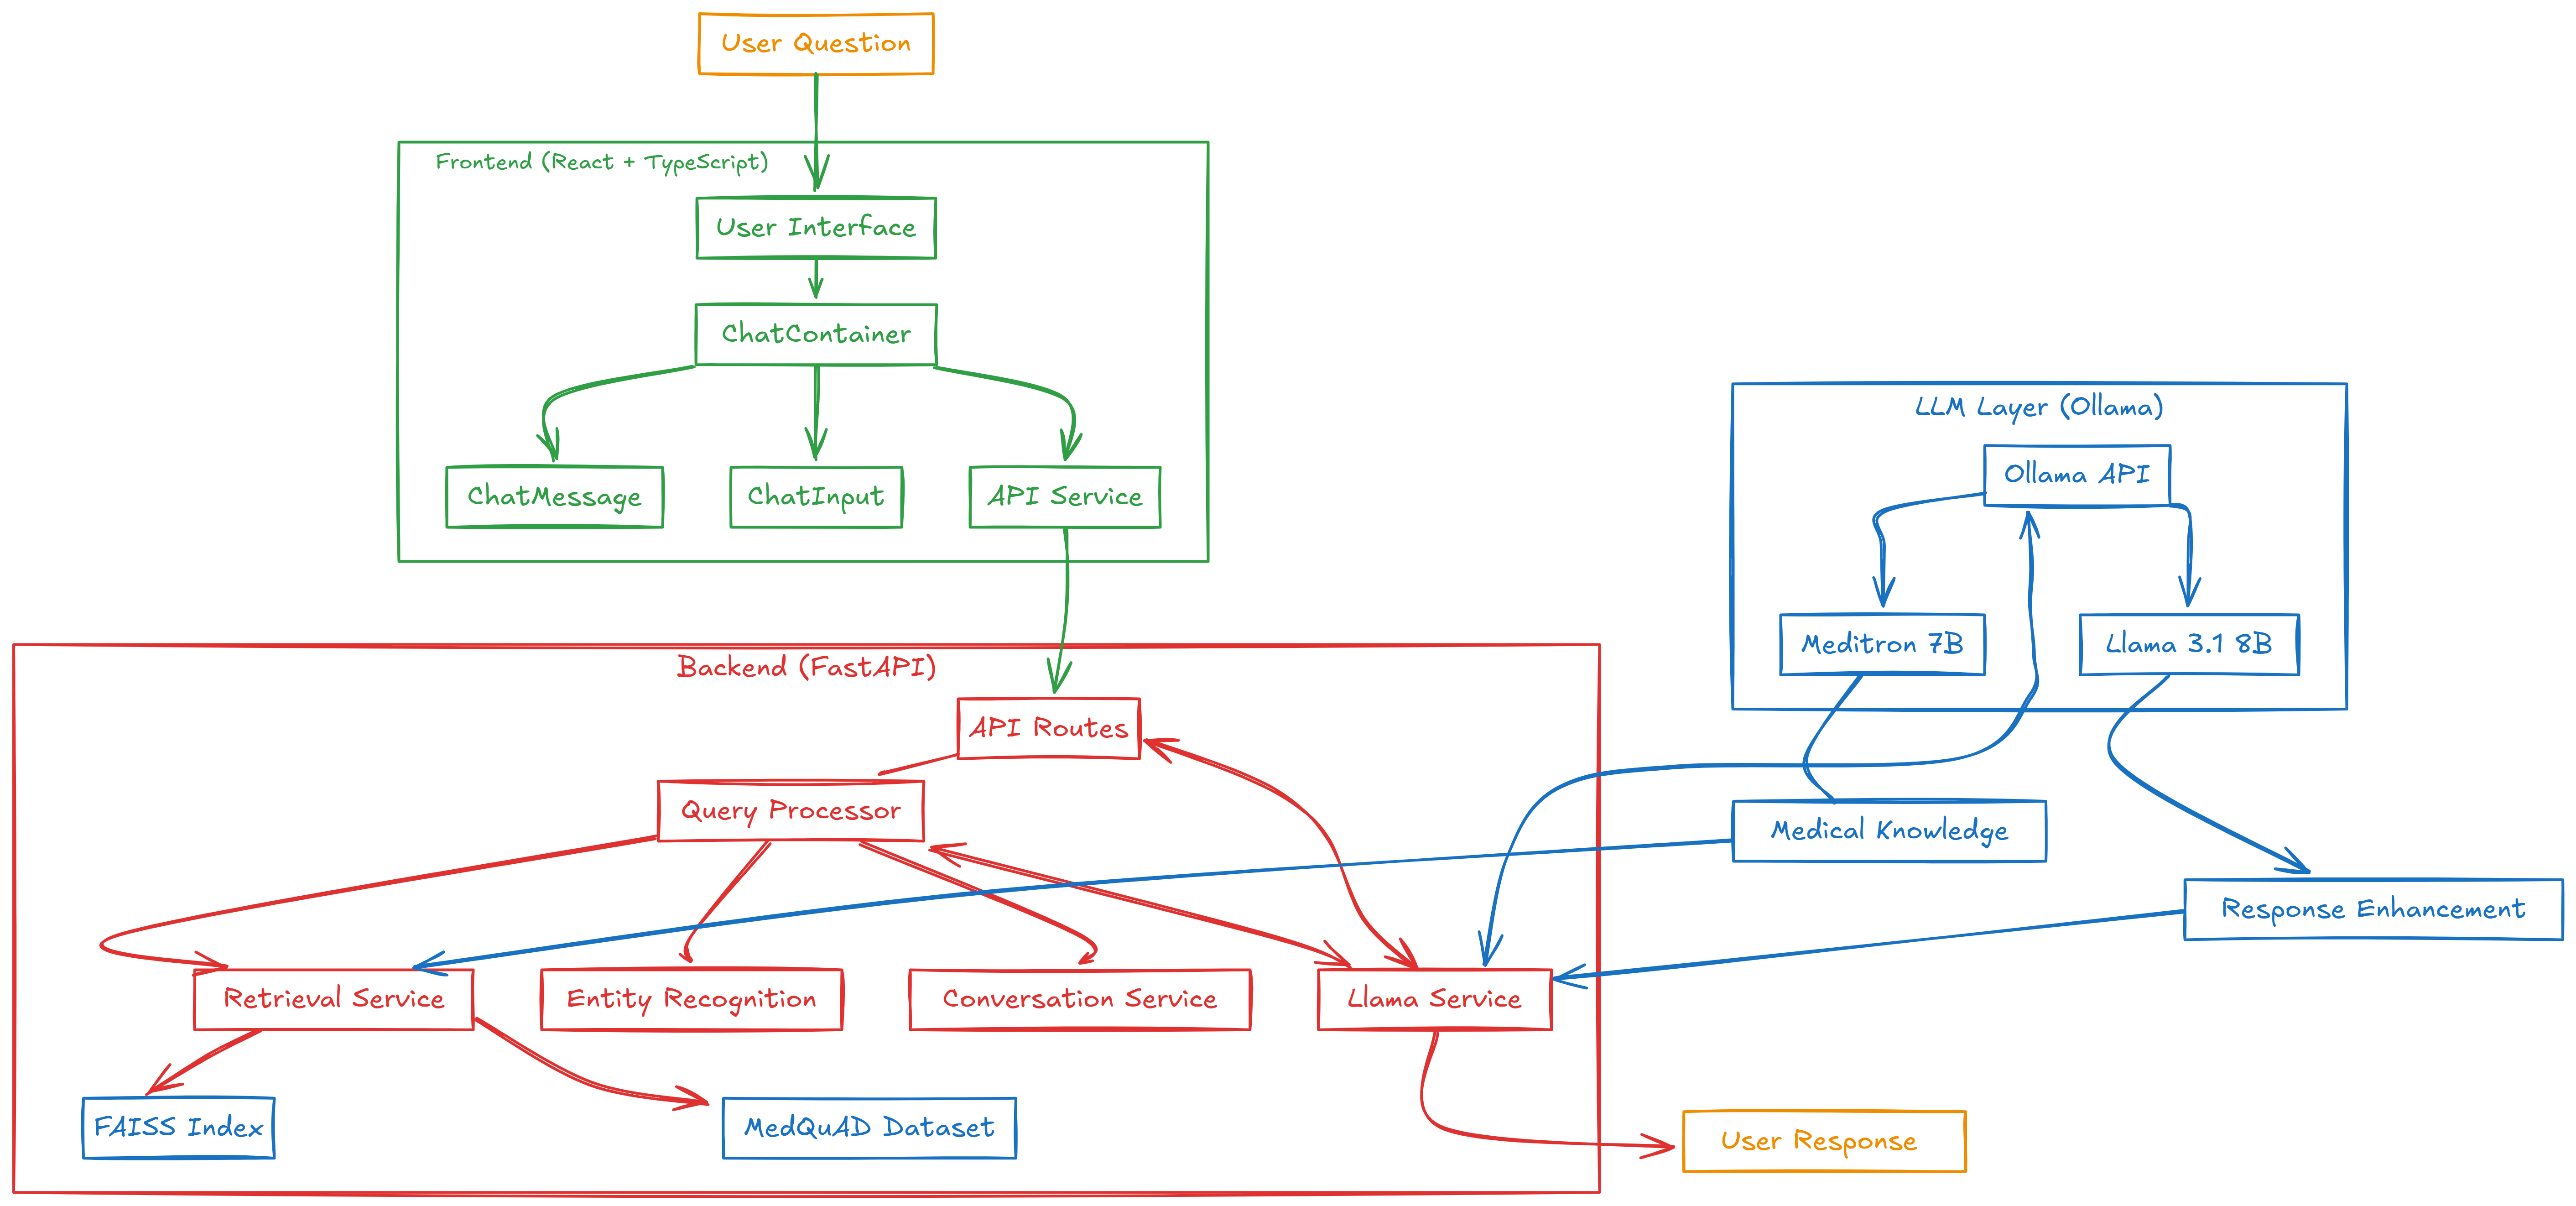 User Question
Frontend (React + TypeScript)
User Interface
ChatContainer
ChatMessage
ChatInput
API Service
LLM Layer (Ollama)
Ollama API
Meditron 7B
Llama 3.1 8B
Backend (FastAPI)
API Routes
Query Processor
Medical Knowledge
Response Enhancement
Retrieval Service
Entity Recognition
Conversation Service
Llama Service
FAISS Index
MedQuAD Dataset
User Response